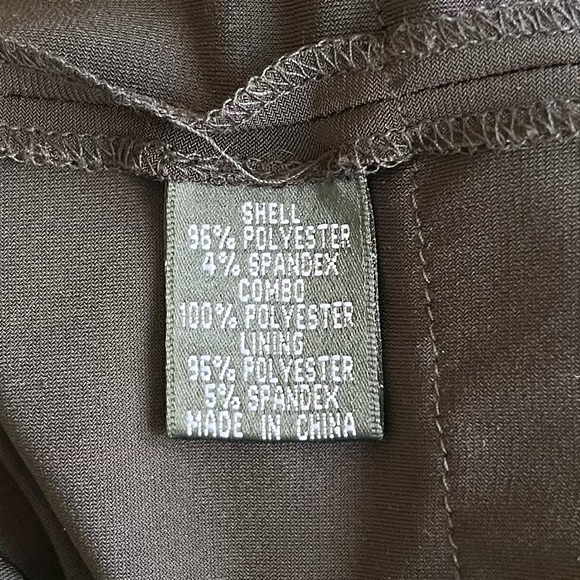 SHELL
96% POLYESTER
4% SPANDEX
COMBO
100% POLYESTER
LINING
95% POLYESTER
5% SPANDEX
MADE IN CHINA